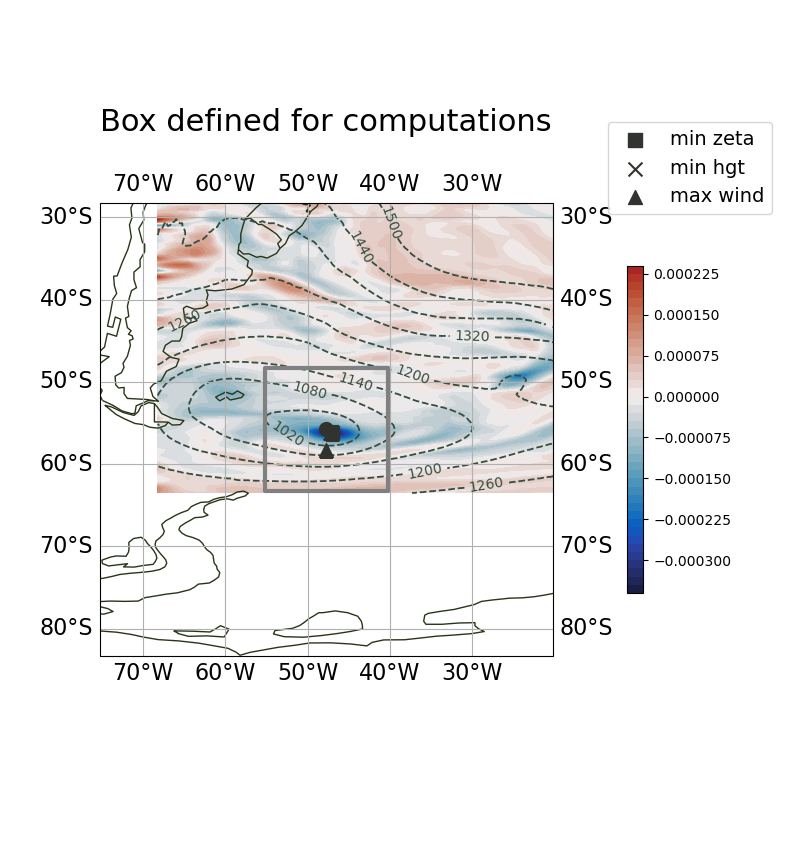 Box defined for computations
min zeta
min hgt
max wind
70°W 60°W 50°W 40°W 30°W
30°S 30°S
40°S 40°S
50°S 50°S
60°S 60°S
70°S 70°S
80°S 80°S
70°W 60°W 50°W 40°W 30°W
1500
1440
1260
1320
1200
1140
1080
1020
1200
1260
0.000225
0.000150
0.000075
0.000000
−0.000075
−0.000150
−0.000225
−0.000300